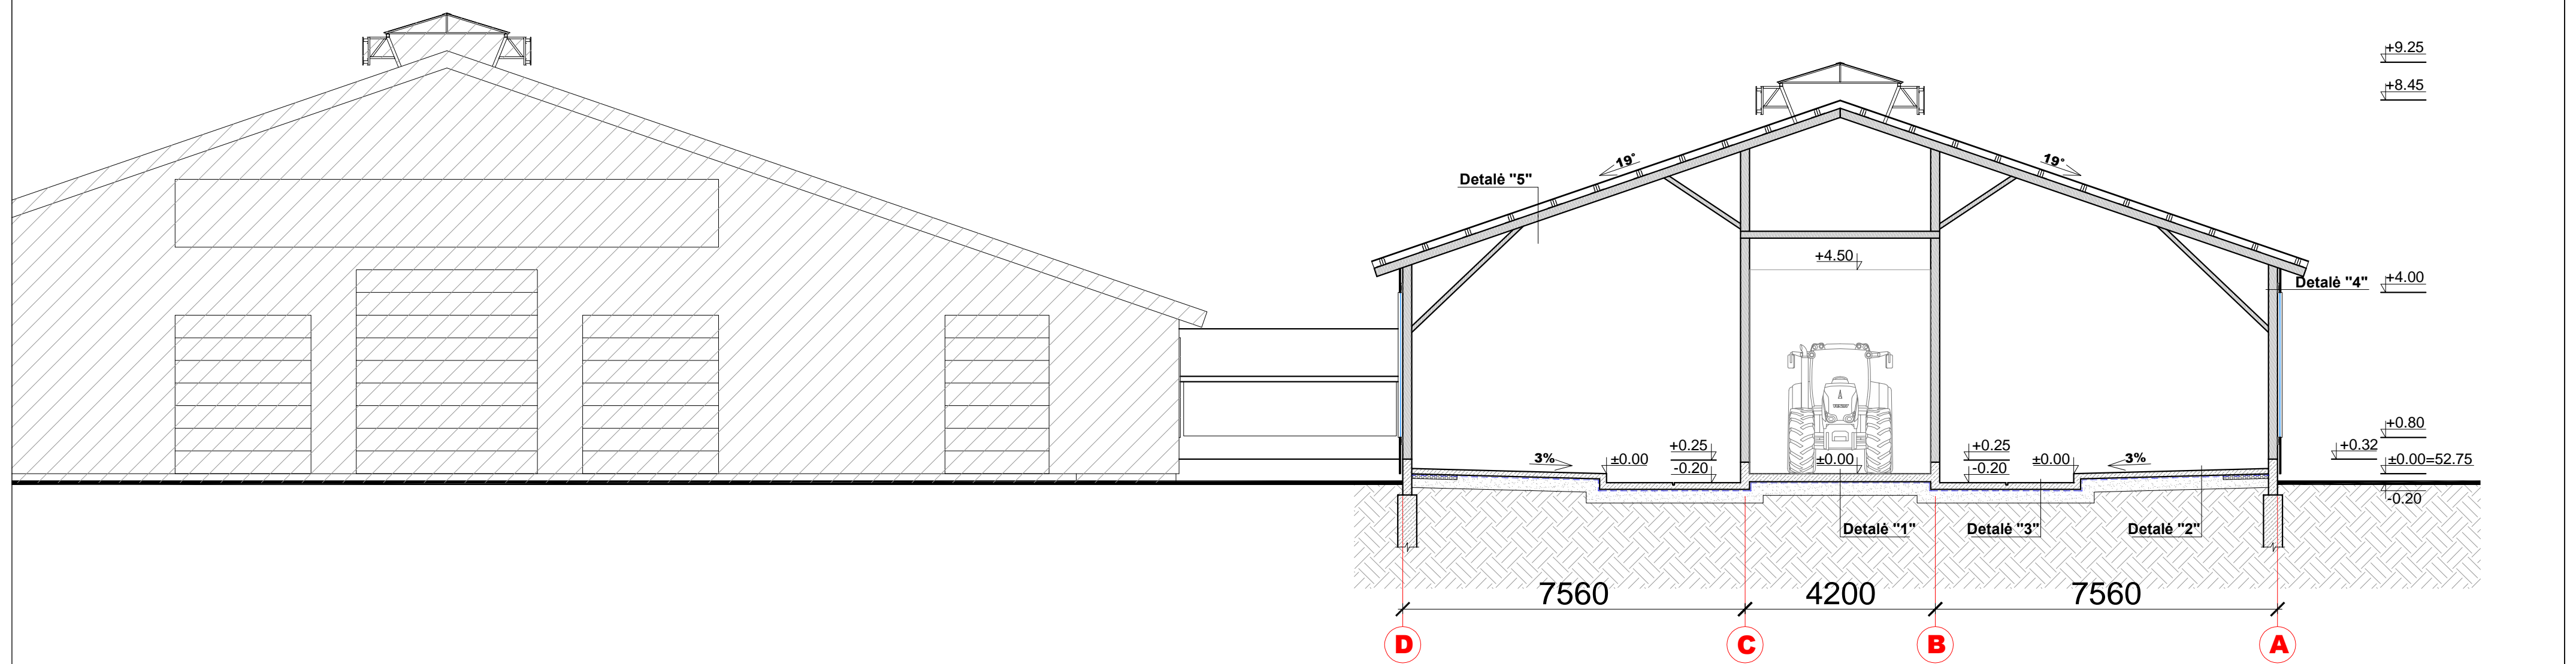 +9.25
+8.45
19°
19°
Detalė "5"
+4.50
+4.00
Detalė "4"
+0.80
+0.25
+0.25
+0.32
3%
±0.00
-0.20
±0.00
-0.20
±0.00
3%
±0.00=52.75
-0.20
Detalė "1"
Detalė "3"
Detalė "2"
7560
4200
7560
D
C
B
A